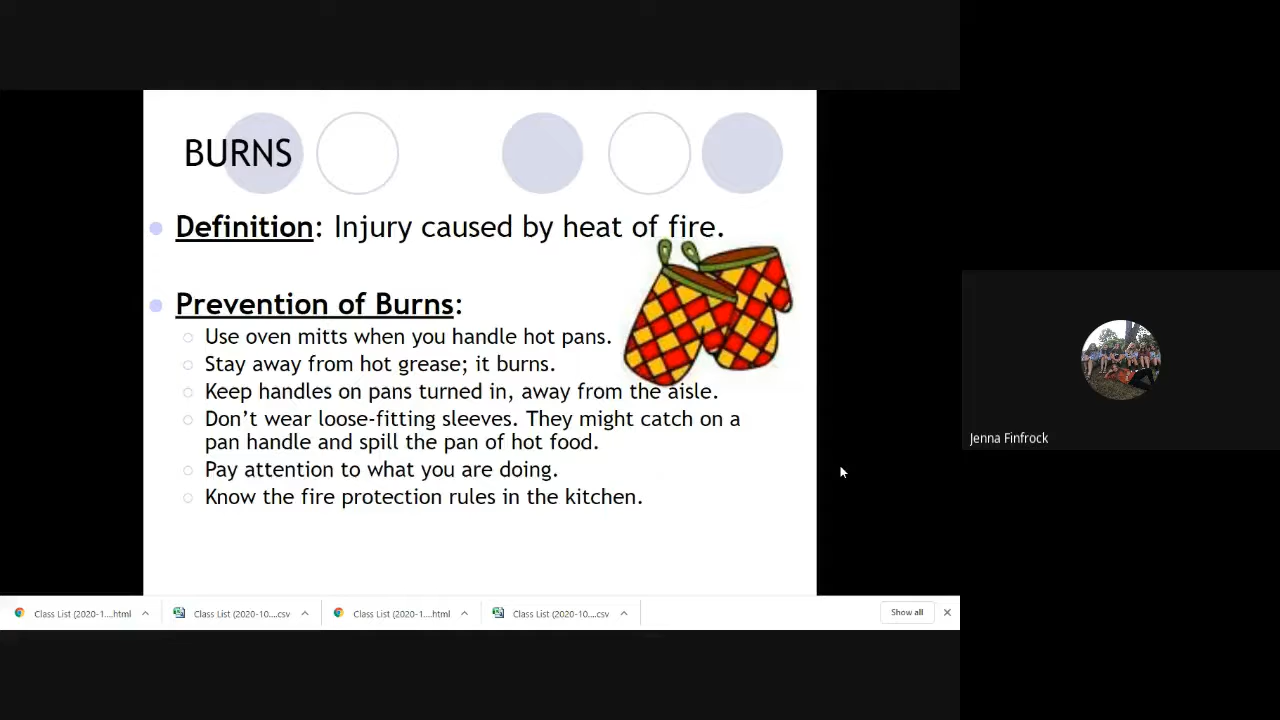 BURNS
Definition: Injury caused by heat of fire.
Prevention of Burns:
Use oven mitts when you handle hot pans.
Stay away from hot grease; it burns.
Keep handles on pans turned in, away from the aisle.
Don't wear loose-fitting sleeves. They might catch on a
pan handle and spill the pan of hot food.
Pay attention to what you are doing.
Know the fire protection rules in the kitchen.
Jenna Finfrock
Class List (2020-1....html
Class List (2020-10....csv
Class List (2020-1....html
Class List (2020-10....csv
Show all